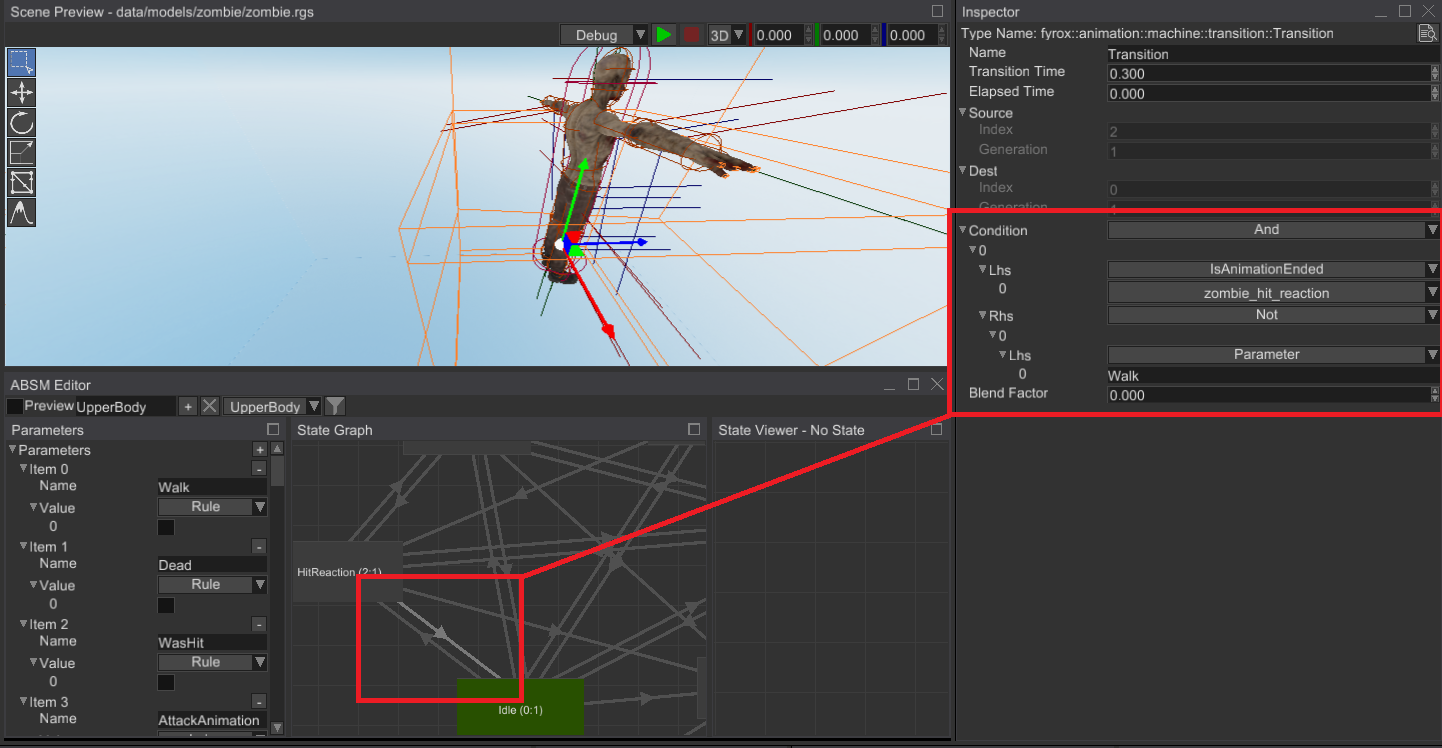 Scene Preview - data/models/zombie/zombie.rgs
Debug 3D 0.000 0.000 0.000
ABSM Editor
Preview UpperBody + UpperBody
Parameters
Parameters +
Item 0 -
Name Walk
Value Rule
0
Item 1 -
Name Dead
Value Rule
0
Item 2 -
Name WasHit
Value Rule
0
Item 3 -
Name AttackAnimation
State Graph
HitReaction (2:1)
Idle (0:1)
State Viewer - No State
Inspector
Type Name: fyrox::animation::machine::transition::Transition
Name Transition
Transition Time 0.300
Elapsed Time 0.000
Source
Index 2
Generation 1
Dest
Index 0
Generation
Condition And
0
Lhs IsAnimationEnded
0 zombie_hit_reaction
Rhs Not
0
Lhs Parameter
0 Walk
Blend Factor 0.000